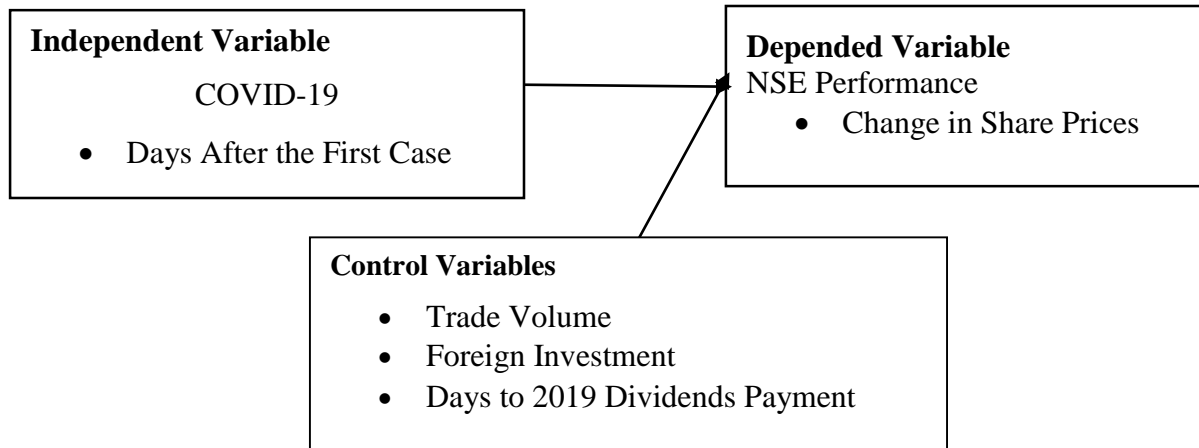 Independent Variable
COVID-19
• Days After the First Case
Depended Variable
NSE Performance
• Change in Share Prices
Control Variables
• Trade Volume
• Foreign Investment
• Days to 2019 Dividends Payment